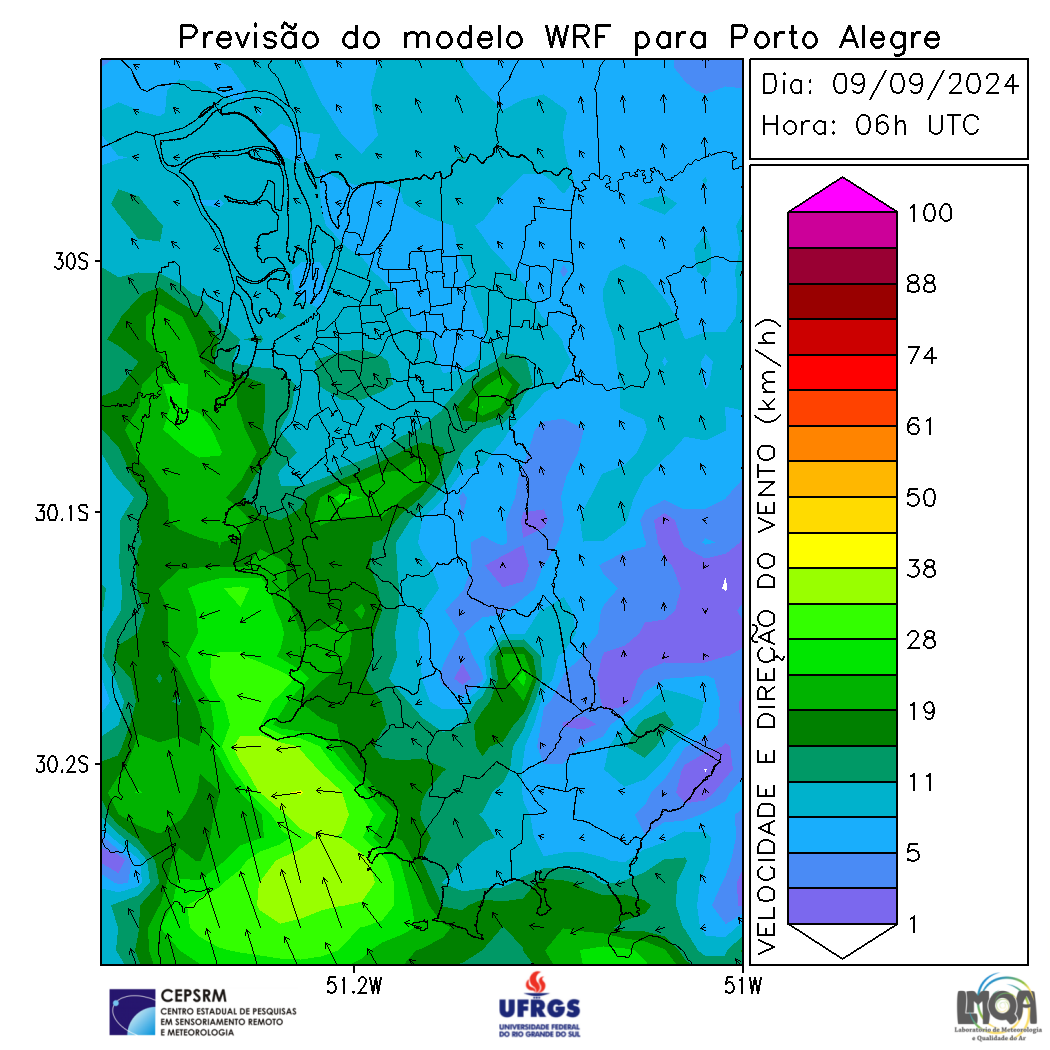 Previsão do modelo WRF para Porto Alegre
Dia: 09/09/2024
Hora: 06h UTC
30S
30.1S
30.2S
51.2W
51W
VELOCIDADE E DIREÇÃO DO VENTO (km/h)
100
88
74
61
50
38
28
19
11
5
1
CEPSRM
CENTRO ESTADUAL DE PESQUISAS
EM SENSORIAMENTO REMOTO
E METEOROLOGIA
UFRGS
UNIVERSIDADE FEDERAL
DO RIO GRANDE DO SUL
LMQA
Laboratório de Meteorologia
e Qualidade do Ar